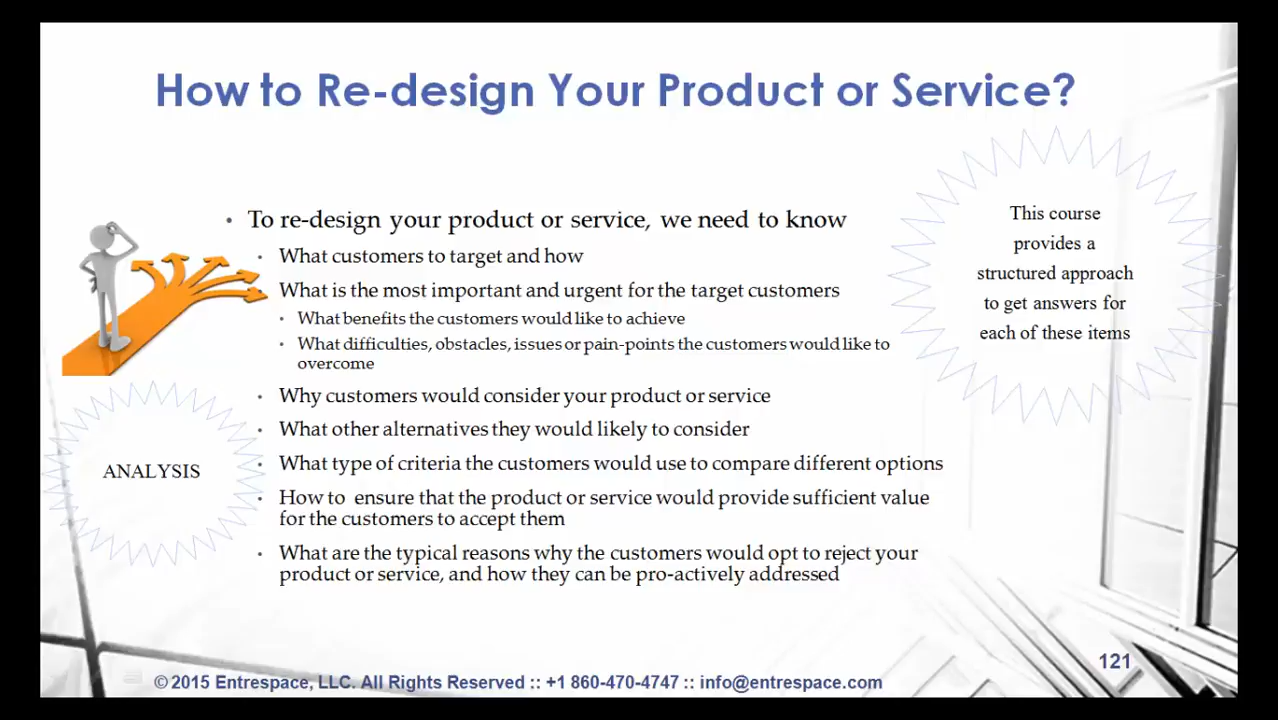 How to Re-design Your Product or Service?
• To re-design your product or service, we need to know
• What customers to target and how
• What is the most important and urgent for the target customers
• What benefits the customers would like to achieve
• What difficulties, obstacles, issues or pain-points the customers would like to
overcome
• Why customers would consider your product or service
• What other alternatives they would likely to consider
• What type of criteria the customers would use to compare different options
• How to ensure that the product or service would provide sufficient value
for the customers to accept them
• What are the typical reasons why the customers would opt to reject your
product or service, and how they can be pro-actively addressed
This course
provides a
structured approach
to get answers for
each of these items
ANALYSIS
121
© 2015 Entrespace, LLC. All Rights Reserved :: +1 860-470-4747 :: info@entrespace.com